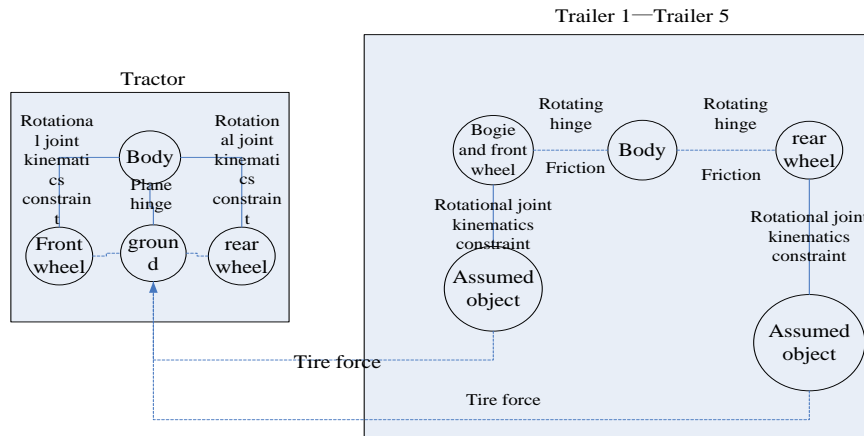 Trailer 1—Trailer 5
Tractor
Rotationa
l joint
kinemati
cs
constrain
t
Body
Rotatio
nal joint
kinemati
cs
constrain
t
Plane
hinge
Front
wheel
groun
d
rear
wheel
Bogie
and front
wheel
Rotating
hinge
Friction
Body
Rotating
hinge
Friction
rear
wheel
Rotational joint
kinematics
constraint
Rotational joint
kinematics
constraint
Assumed
object
Assumed
object
Tire force
Tire force